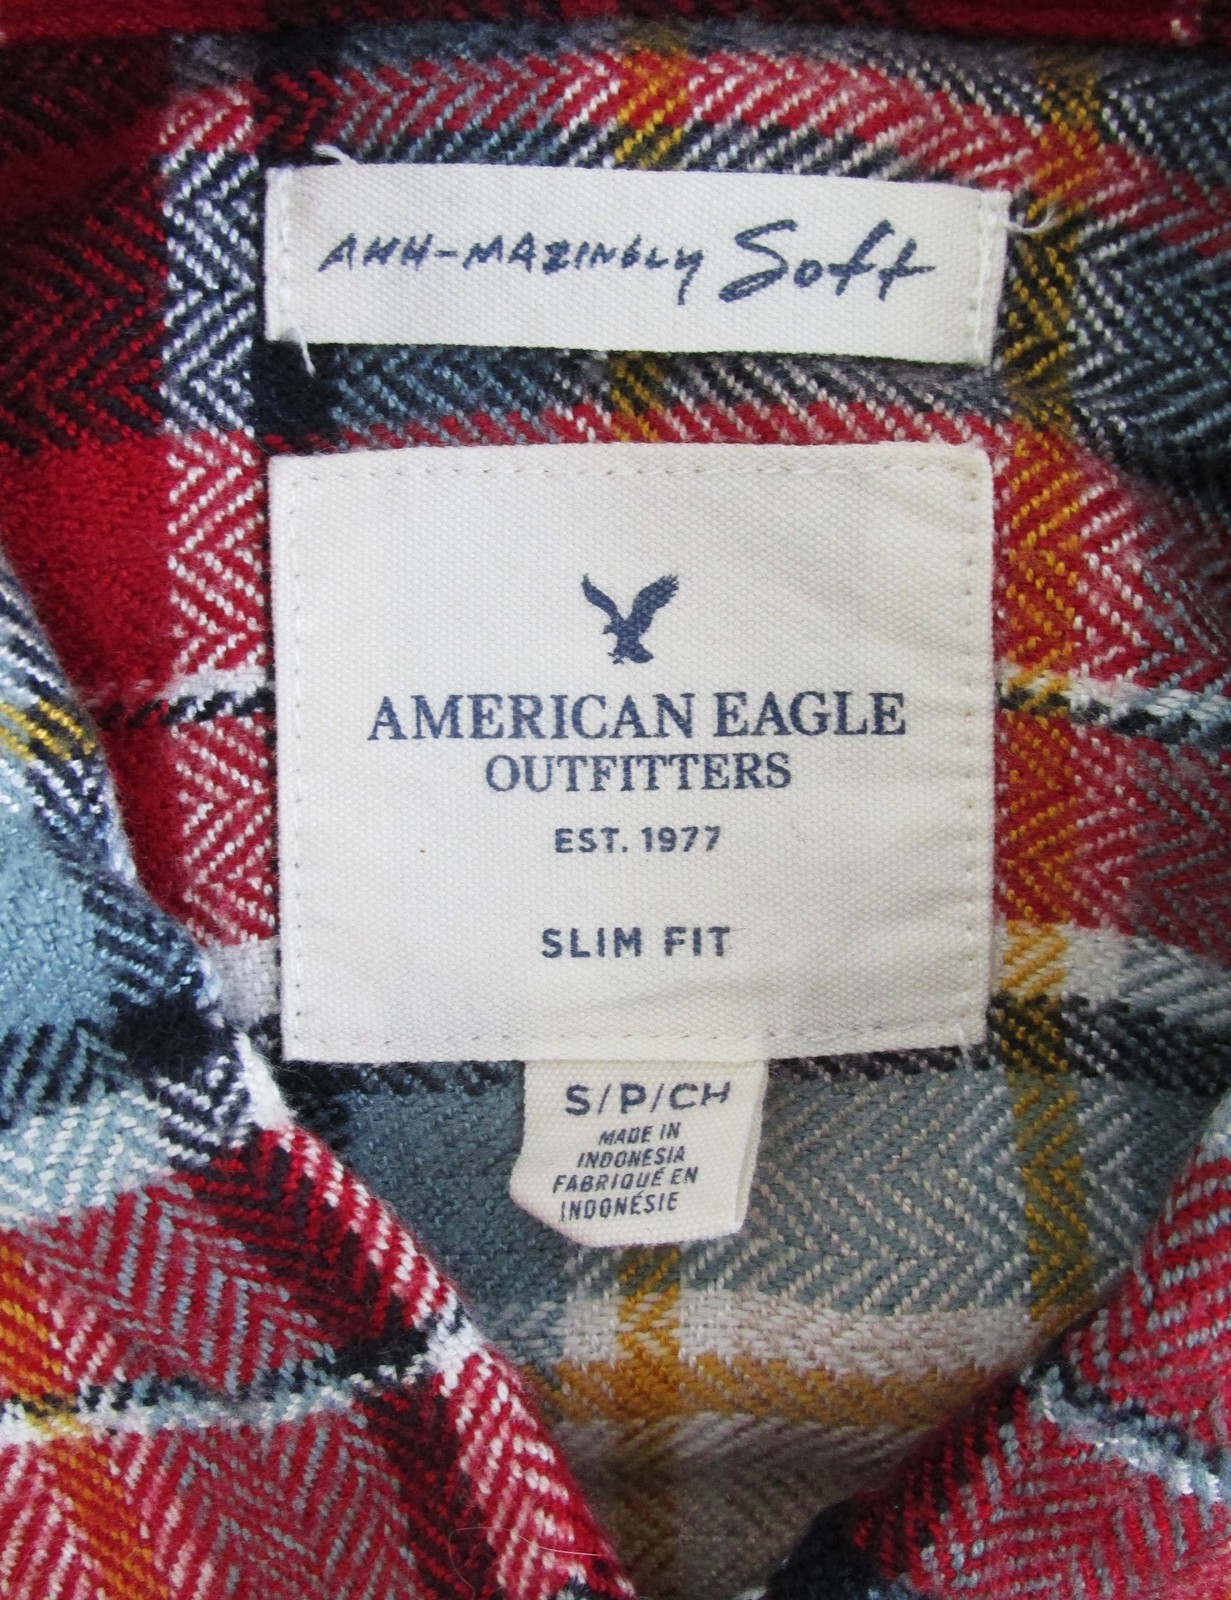 AHH-MAZINGLY Soft
AMERICAN EAGLE
OUTFITTERS
EST. 1977
SLIM FIT
S/P/CH
MADE IN
INDONESIA
FABRIQUÉ EN
INDONÉSIE